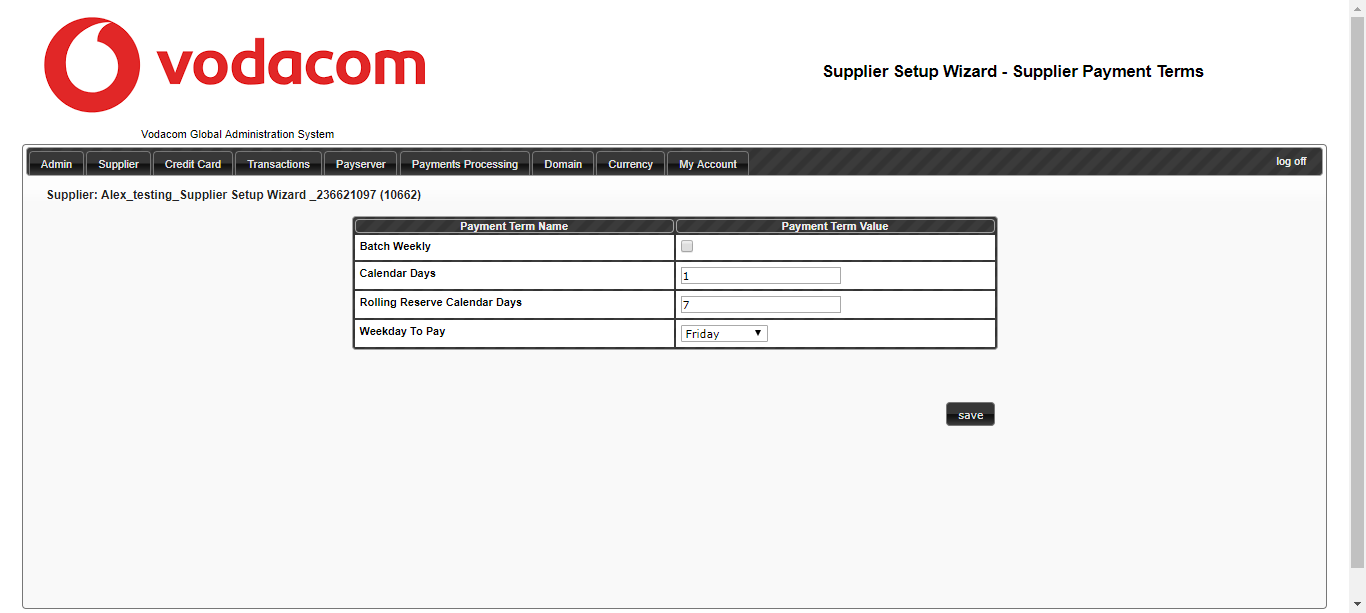 vodacom
Supplier Setup Wizard - Supplier Payment Terms
Vodacom Global Administration System
Admin Supplier Credit Card Transactions Payserver Payments Processing Domain Currency My Account log off
Supplier: Alex_testing_Supplier Setup Wizard _236621097 (10662)
Payment Term Name Payment Term Value
Batch Weekly
Calendar Days 1
Rolling Reserve Calendar Days 7
Weekday To Pay Friday
save